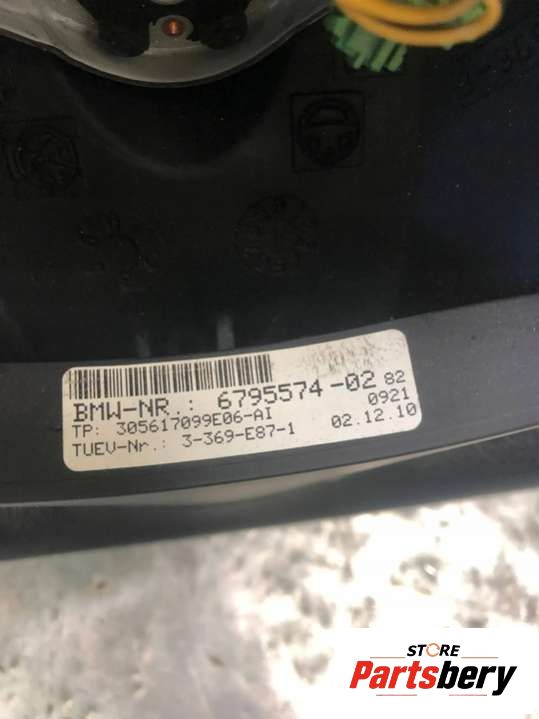 BMW-NR.: 6795574-02 82
TP: 305617099E06-AI 0921
TUEV-Nr.: 3-369-E87-1 02.12.10
STORE
Partsbery